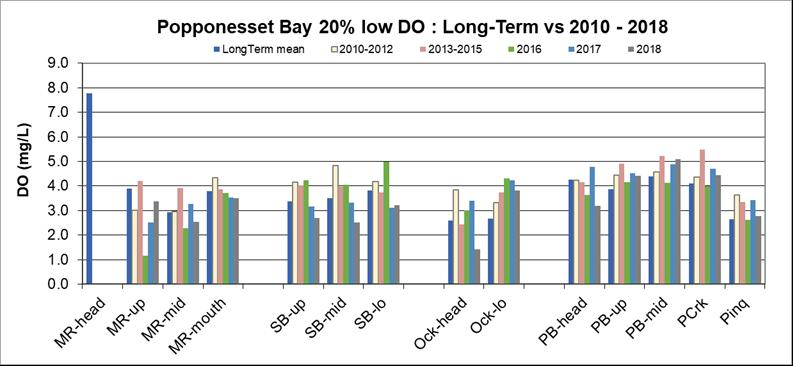 Popponesset Bay 20% low DO : Long-Term vs 2010 - 2018
LongTerm mean 2010-2012 2013-2015 2016 2017 2018
DO (mg/L)
9.0
8.0
7.0
6.0
5.0
4.0
3.0
2.0
1.0
0.0
MR-head MR-up MR-mid MR-mouth SB-up SB-mid SB-lo Ock-head Ock-lo PB-head PB-up PB-mid PCrk Pinq